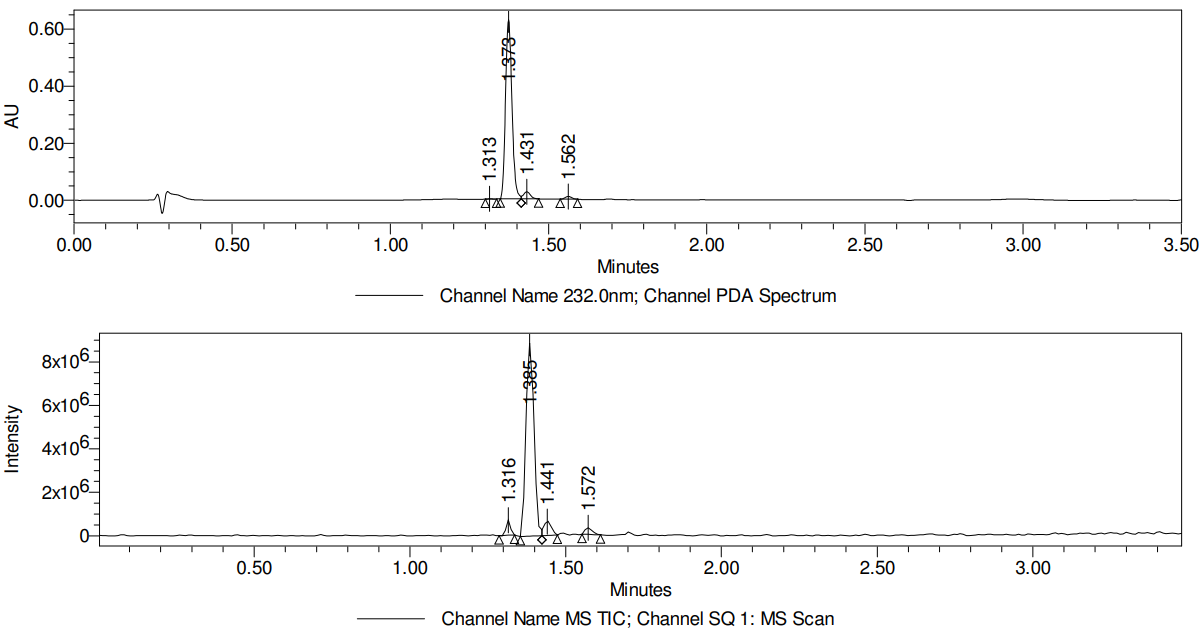 0.60
0.40
0.20
0.00
AU
1.313
1.373
1.431
1.562
0.00 0.50 1.00 1.50 2.00 2.50 3.00 3.50
Minutes
Channel Name 232.0nm; Channel PDA Spectrum
8x10⁶
6x10⁶
4x10⁶
2x10⁶
0
Intensity
1.316
1.385
1.441
1.572
0.50 1.00 1.50 2.00 2.50 3.00
Minutes
Channel Name MS TIC; Channel SQ 1: MS Scan